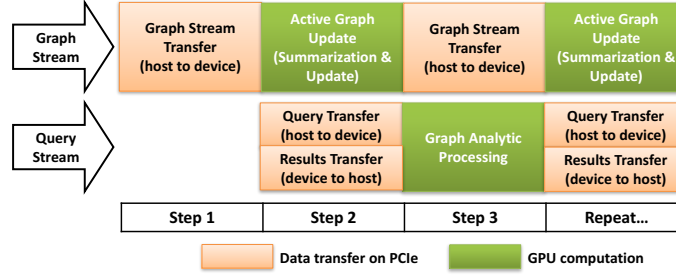 Graph
Stream
Graph Stream
Transfer
(host to device)
Active Graph
Update
(Summarization &
Update)
Graph Stream
Transfer
(host to device)
Active Graph
Update
(Summarization &
Update)
Query
Stream
Query Transfer
(host to device)
Results Transfer
(device to host)
Graph Analytic
Processing
Query Transfer
(host to device)
Results Transfer
(device to host)
Step 1
Step 2
Step 3
Repeat...
Data transfer on PCIe
GPU computation